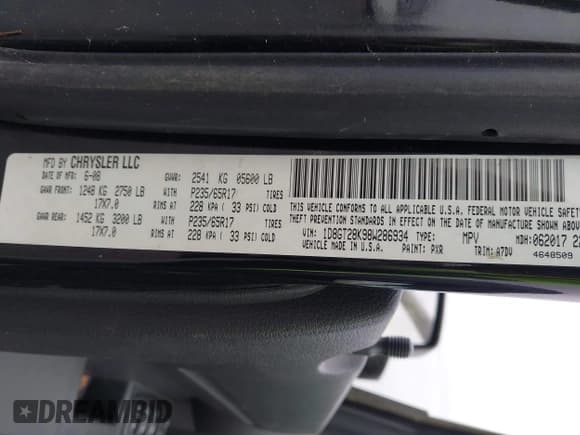 MFD BY CHRYSLER LLC
DATE OF MFR: 6-08
GVWR: 2541 KG 05600 LB
GAWR FRONT: 1248 KG 2750 LB WITH P235/65R17 TIRES
17X7.0 RIMS AT 228 KPA ( 33 PSI) COLD
GAWR REAR: 1452 KG 3200 LB WITH P235/65R17 TIRES
17X7.0 RIMS AT 228 KPA ( 33 PSI) COLD
THIS VEHICLE CONFORMS TO ALL APPLICABLE U.S.A. FEDERAL MOTOR VEHICLE SAFETY
THEFT PREVENTION STANDARDS IN EFFECT ON THE DATE OF MANUFACTURE SHOWN ABOVE
VIN: 1D8GT28K98W286934 TYPE: MPV MDH: 062017
VEHICLE MADE IN U.S.A. PAINT: PXR TRIM: A7DV
4648509
DREAMBID